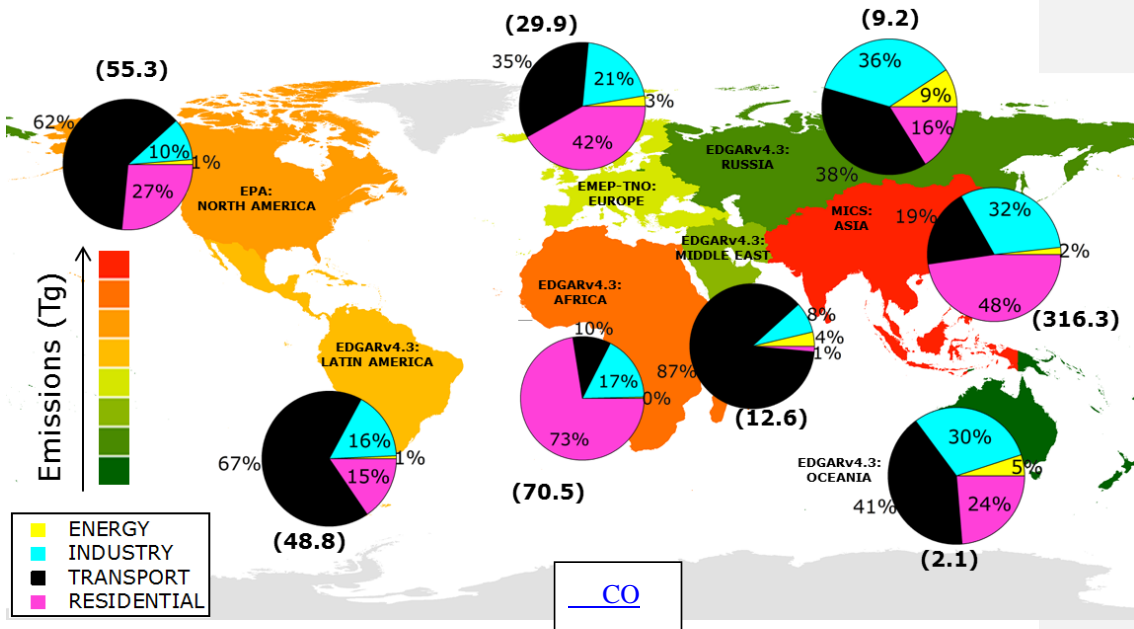 (55.3)
62%
10%
1%
27%
EPA:
NORTH AMERICA
(29.9)
35%
21%
3%
42%
EMEP-TNO:
EUROPE
(9.2)
36%
9%
16%
38%
EDGARv4.3:
RUSSIA
MICS:
ASIA
19%
32%
2%
48%
(316.3)
EDGARv4.3:
MIDDLE EAST
8%
4%
1%
87%
(12.6)
EDGARv4.3:
AFRICA
10%
17%
0%
73%
(70.5)
EDGARv4.3:
LATIN AMERICA
16%
1%
15%
67%
(48.8)
EDGARv4.3:
OCEANIA
30%
5%
24%
41%
(2.1)
Emissions (Tg)
ENERGY
INDUSTRY
TRANSPORT
RESIDENTIAL
CO